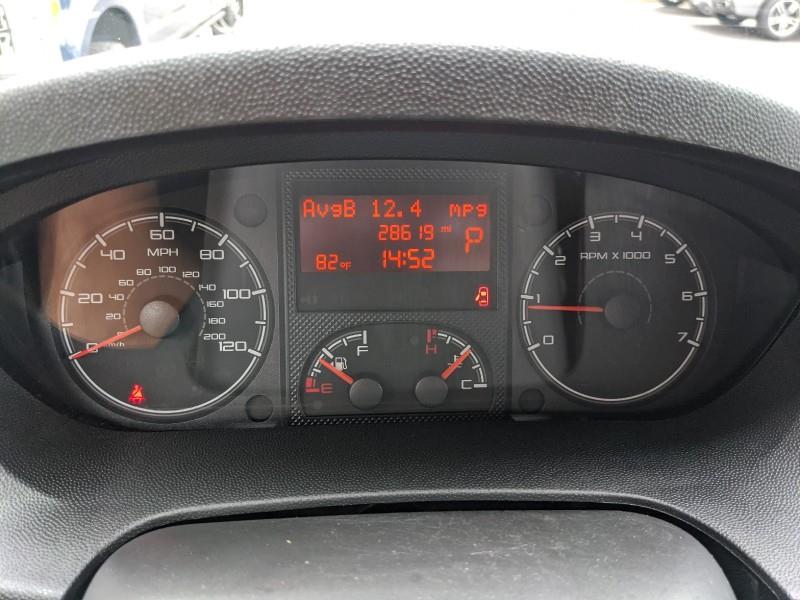 AvgB 12.4 mpg
28619 mi
P
82°F 14:52
0 20 40 60 80 100 120
MPH
0 20 40 60 80 100 120 140 160 180 200
km/h
0 1 2 3 4 5 6 7
RPM X 1000
E F
H C